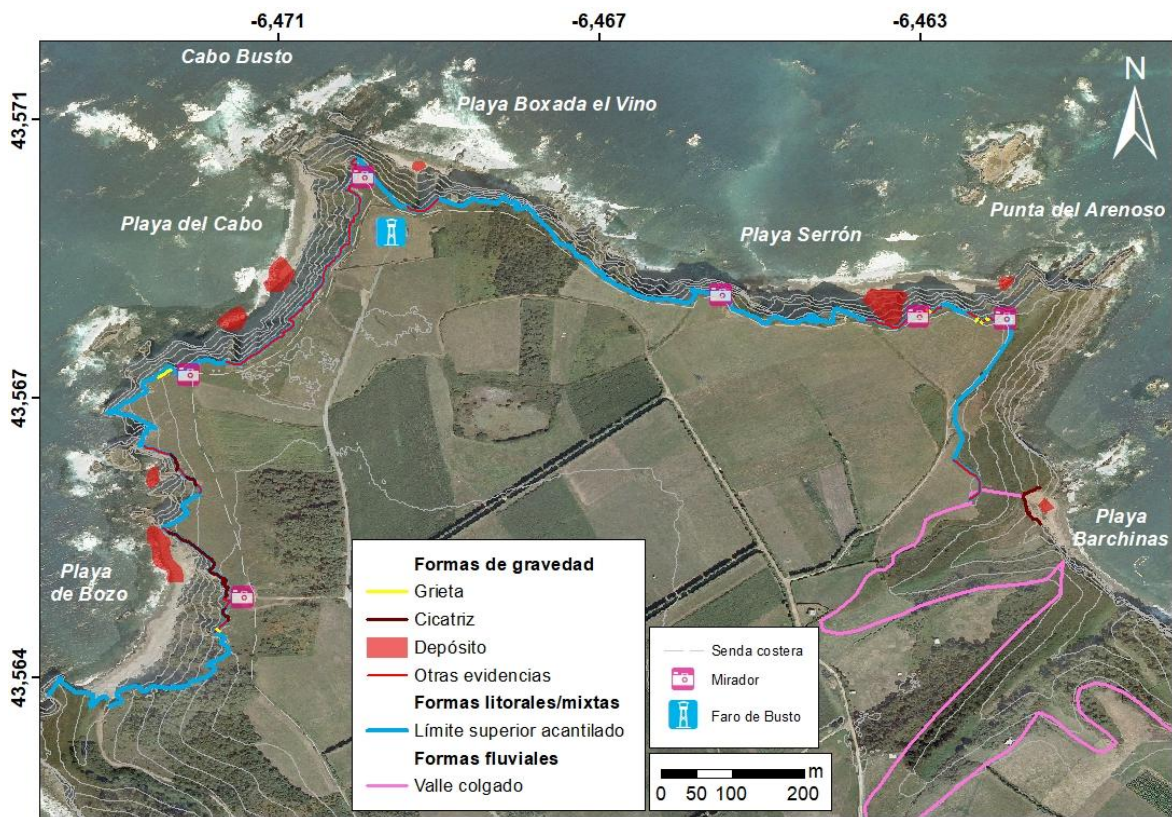 -6,471
-6,467
-6,463
43,571
43,567
43,564
Cabo Busto
Playa Boxada el Vino
N
Playa del Cabo
Playa Serrón
Punta del Arenoso
Playa
de Bozo
Playa
Barchinas
Formas de gravedad
Grieta
Cicatriz
Depósito
Otras evidencias
Formas litorales/mixtas
Límite superior acantilado
Formas fluviales
Valle colgado
Senda costera
Mirador
Faro de Busto
m
0 50 100 200